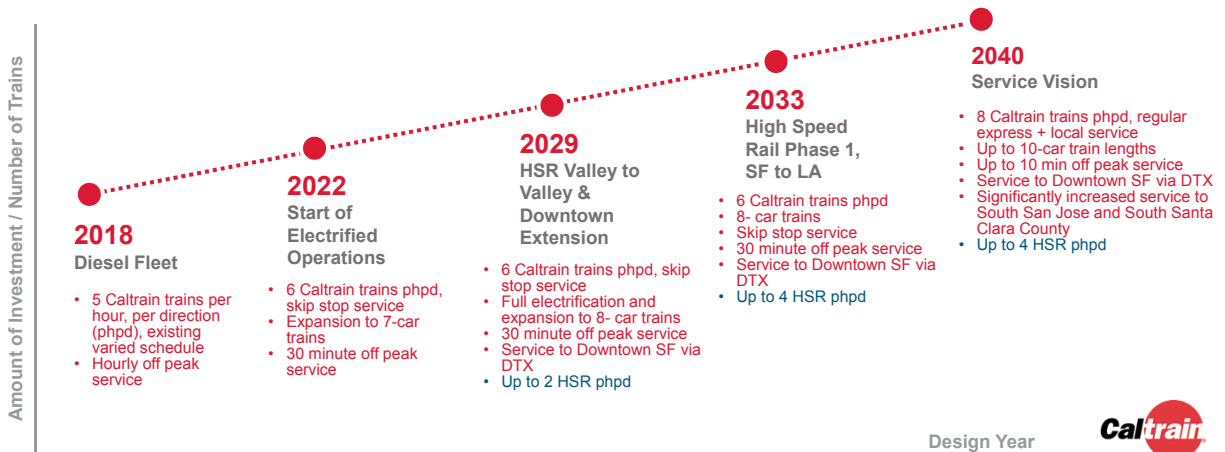 Amount of Investment / Number of Trains
2018
Diesel Fleet
• 5 Caltrain trains per
hour, per direction
(phpd), existing
varied schedule
• Hourly off peak
service
2022
Start of
Electrified
Operations
• 6 Caltrain trains phpd,
skip stop service
• Expansion to 7-car
trains
• 30 minute off peak
service
2029
HSR Valley to
Valley &
Downtown
Extension
• 6 Caltrain trains phpd, skip
stop service
• Full electrification and
expansion to 8- car trains
• 30 minute off peak service
• Service to Downtown SF via
DTX
• Up to 2 HSR phpd
2033
High Speed
Rail Phase 1,
SF to LA
• 6 Caltrain trains phpd
• 8- car trains
• Skip stop service
• 30 minute off peak service
• Service to Downtown SF via
DTX
• Up to 4 HSR phpd
2040
Service Vision
• 8 Caltrain trains phpd, regular
express + local service
• Up to 10-car train lengths
• Up to 10 min off peak service
• Service to Downtown SF via DTX
• Significantly increased service to
South San Jose and South Santa
Clara County
• Up to 4 HSR phpd
Design Year
Caltrain